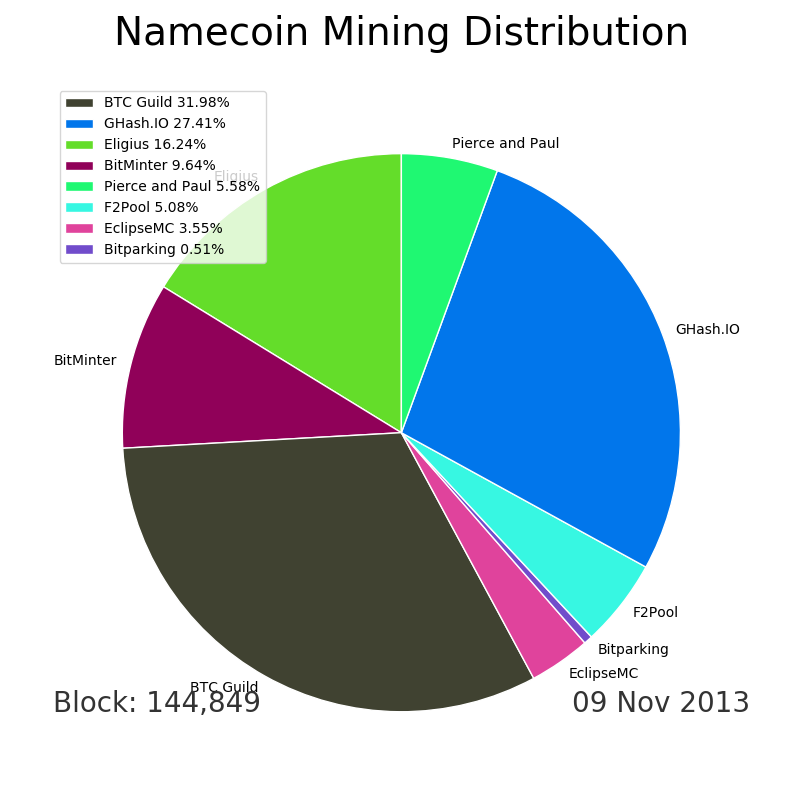 Namecoin Mining Distribution
BTC Guild 31.98%
GHash.IO 27.41%
Eligius 16.24%
BitMinter 9.64%
Pierce and Paul 5.58%
F2Pool 5.08%
EclipseMC 3.55%
Bitparking 0.51%
Pierce and Paul
Eligius
GHash.IO
BitMinter
F2Pool
Bitparking
EclipseMC
BTC Guild
Block: 144,849
09 Nov 2013